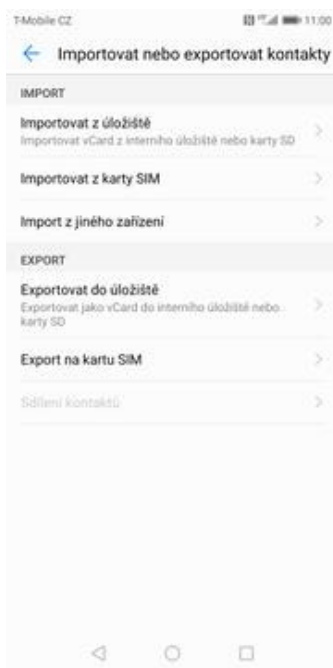 T-Mobile CZ
11:00
Importovat nebo exportovat kontakty
IMPORT
Importovat z úložiště
Importovat vCard z interního úložiště nebo karty SD
Importovat z karty SIM
Import z jiného zařízení
EXPORT
Exportovat do úložiště
Exportovat jako vCard do interního úložiště nebo
karty SD
Export na kartu SIM
Sdílení kontaktů